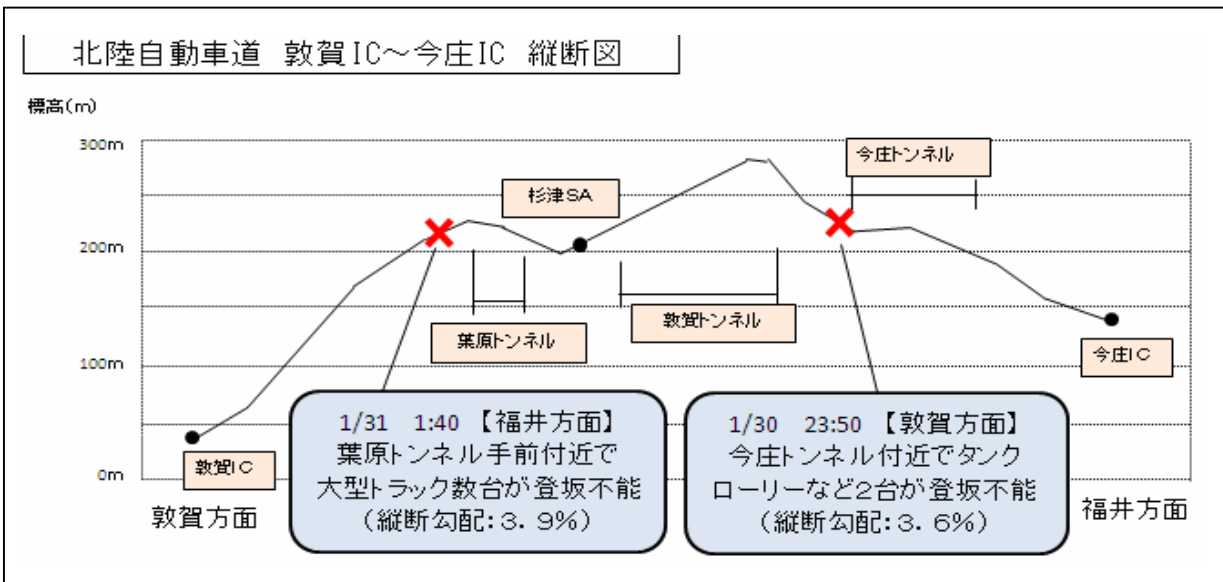 北陸自動車道 敦賀IC～今庄IC 縦断図
標高(m)
300m
200m
100m
0m
今庄トンネル
杉津SA
敦賀トンネル
葉原トンネル
今庄IC
敦賀IC
敦賀方面
福井方面
1/31 1:40 【福井方面】
葉原トンネル手前付近で
大型トラック数台が登坂不能
（縦断勾配：3．9%）
1/30 23:50 【敦賀方面】
今庄トンネル付近でタンク
ローリーなど2台が登坂不能
（縦断勾配：3．6%）